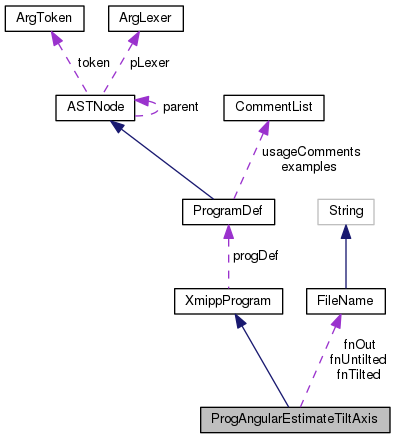 ArgToken
ArgLexer
token
pLexer
ASTNode
parent
CommentList
usageComments
examples
ProgramDef
String
progDef
XmippProgram
FileName
fnOut
fnUntilted
fnTilted
ProgAngularEstimateTiltAxis